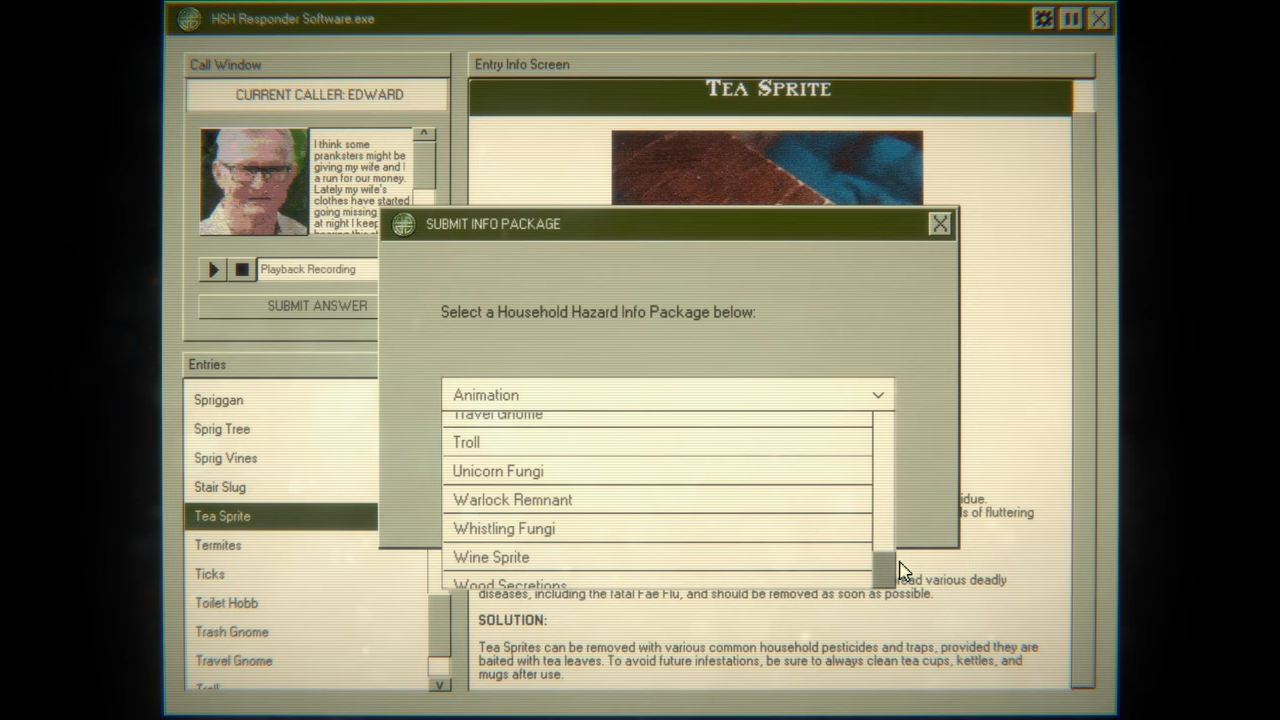 HSH Responder Software.exe
Call Window
CURRENT CALLER: EDWARD
I think some
pranksters might be
giving my wife and I
a run for our money.
Lately my wife's
clothes have started
going missing
at night I keep
Playback Recording
SUBMIT ANSWER
Entries
Spriggan
Sprig Tree
Sprig Vines
Stair Slug
Tea Sprite
Termites
Ticks
Toilet Hobb
Trash Gnome
Travel Gnome
Troll
Entry Info Screen
TEA SPRITE
SUBMIT INFO PACKAGE
Select a Household Hazard Info Package below:
Animation
Travel Gnome
Troll
Unicorn Fungi
Warlock Remnant
Whistling Fungi
Wine Sprite
Wood Secretions
of fluttering
various deadly
diseases, including the fatal Fae Flu, and should be removed as soon as possible.
SOLUTION:
Tea Sprites can be removed with various common household pesticides and traps, provided they are
baited with tea leaves. To avoid future infestations, be sure to always clean tea cups, kettles, and
mugs after use.